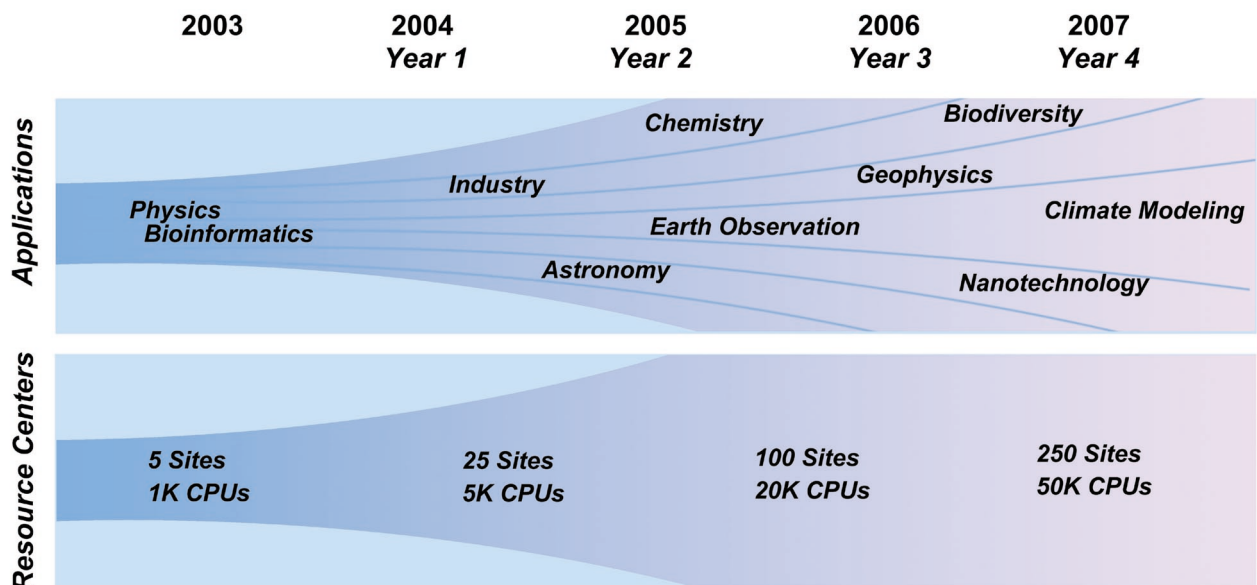 2003 2004 2005 2006 2007
Year 1 Year 2 Year 3 Year 4
Applications
Chemistry
Biodiversity
Industry
Geophysics
Physics
Bioinformatics
Earth Observation
Climate Modeling
Astronomy
Nanotechnology
Resource Centers
5 Sites 25 Sites 100 Sites 250 Sites
1K CPUs 5K CPUs 20K CPUs 50K CPUs